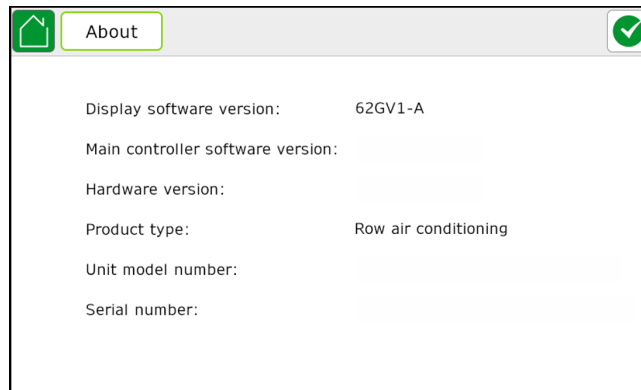 About
Display software version: 62GV1-A
Main controller software version:
Hardware version:
Product type: Row air conditioning
Unit model number:
Serial number: